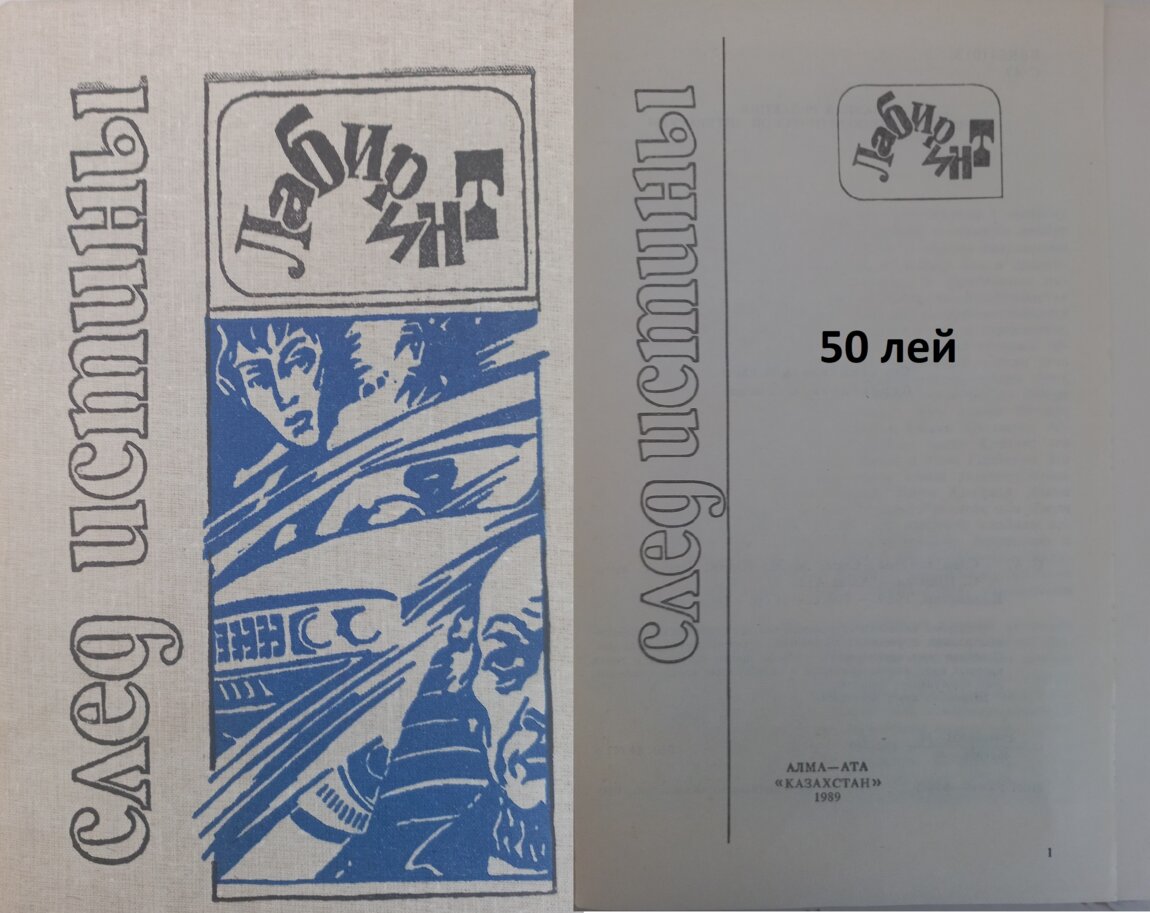 след истины
Лабиринт
след истины
Лабиринт
50 лей
АЛМА—АТА
«КАЗАХСТАН»
1989
1